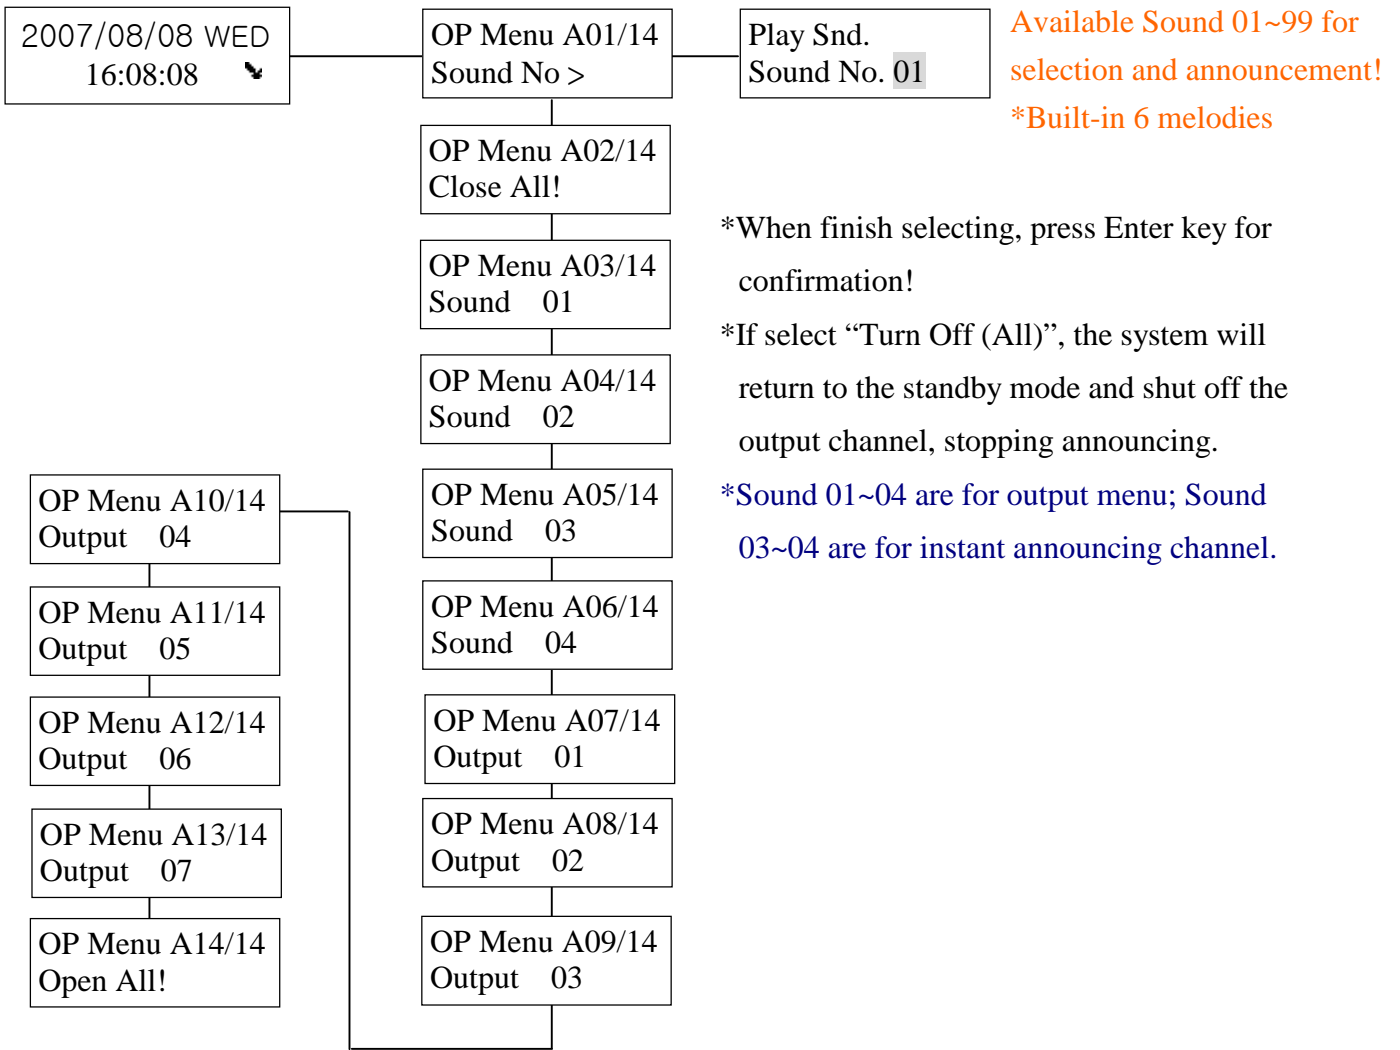 2007/08/08 WED
16:08:08
OP Menu A01/14
Sound No >
Play Snd.
Sound No. 01
Available Sound 01~99 for
selection and announcement!
*Built-in 6 melodies
OP Menu A02/14
Close All!
OP Menu A03/14
Sound 01
OP Menu A04/14
Sound 02
OP Menu A05/14
Sound 03
OP Menu A06/14
Sound 04
OP Menu A07/14
Output 01
OP Menu A08/14
Output 02
OP Menu A09/14
Output 03
OP Menu A10/14
Output 04
OP Menu A11/14
Output 05
OP Menu A12/14
Output 06
OP Menu A13/14
Output 07
OP Menu A14/14
Open All!
*When finish selecting, press Enter key for
confirmation!
*If select “Turn Off (All)”, the system will
return to the standby mode and shut off the
output channel, stopping announcing.
*Sound 01~04 are for output menu; Sound
03~04 are for instant announcing channel.